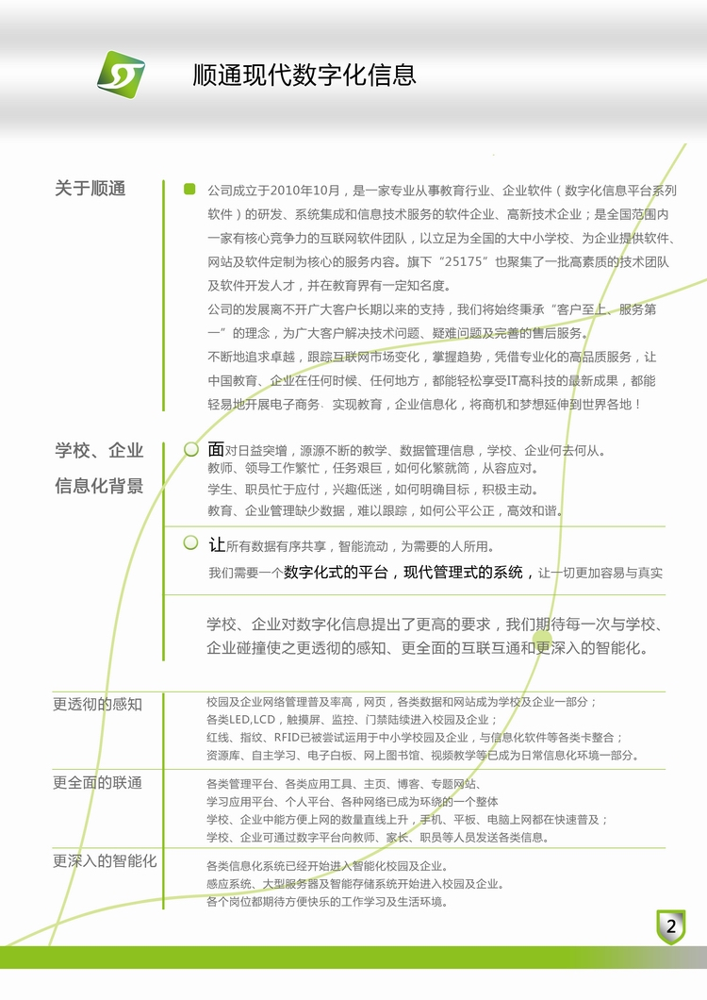 顺通现代数字化信息
关于顺通
公司成立于2010年10月，是一家专业从事教育行业、企业软件（数字化信息平台系列
软件）的研发、系统集成和信息技术服务的软件企业、高新技术企业；是全国范围内
一家有核心竞争力的互联网软件团队，以立足为全国的大中小学校、为企业提供软件、
网站及软件定制为核心的服务内容。旗下“25175”也聚集了一批高素质的技术团队
及软件开发人才，并在教育界有一定知名度。
公司的发展离不开广大客户长期以来的支持，我们将始终秉承“客户至上、服务第
一”的理念，为广大客户解决技术问题、疑难问题及完善的售后服务。
不断地追求卓越，跟踪互联网市场变化，掌握趋势，凭借专业化的高品质服务，让
中国教育、企业在任何时候、任何地方，都能轻松享受IT高科技的最新成果，都能
轻易地开展电子商务．实现教育，企业信息化，将商机和梦想延伸到世界各地！
学校、企业
信息化背景
面对日益突增，源源不断的教学、数据管理信息，学校、企业何去何从。
教师、领导工作繁忙，任务艰巨，如何化繁就简，从容应对。
学生、职员忙于应付，兴趣低迷，如何明确目标，积极主动。
教育、企业管理缺少数据，难以跟踪，如何公平公正，高效和谐。
让所有数据有序共享，智能流动，为需要的人所用。
我们需要一个数字化式的平台，现代管理式的系统，让一切更加容易与真实
学校、企业对数字化信息提出了更高的要求，我们期待每一次与学校、
企业碰撞使之更透彻的感知、更全面的互联互通和更深入的智能化。
更透彻的感知
校园及企业网络管理普及率高，网页，各类数据和网站成为学校及企业一部分；
各类LED,LCD，触摸屏、监控、门禁陆续进入校园及企业；
红线、指纹、RFID已被尝试运用于中小学校园及企业，与信息化软件等各类卡整合；
资源库、自主学习、电子白板、网上图书馆、视频教学等已成为日常信息化环境一部分。
更全面的联通
各类管理平台、各类应用工具、主页、博客、专题网站、
学习应用平台、个人平台、各种网络已成为环绕的一个整体
学校、企业中能方便上网的数量直线上升，手机、平板、电脑上网都在快速普及；
学校、企业可通过数字平台向教师、家长、职员等人员发送各类信息。
更深入的智能化
各类信息化系统已经开始进入智能化校园及企业。
感应系统、大型服务器及智能存储系统开始进入校园及企业。
各个岗位都期待方便快乐的工作学习及生活环境。
2